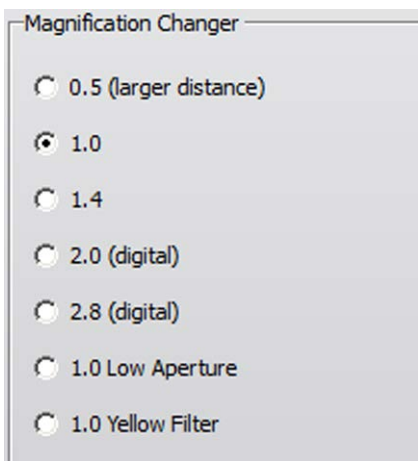 Magnification Changer
0.5 (larger distance)
1.0
1.4
2.0 (digital)
2.8 (digital)
1.0 Low Aperture
1.0 Yellow Filter